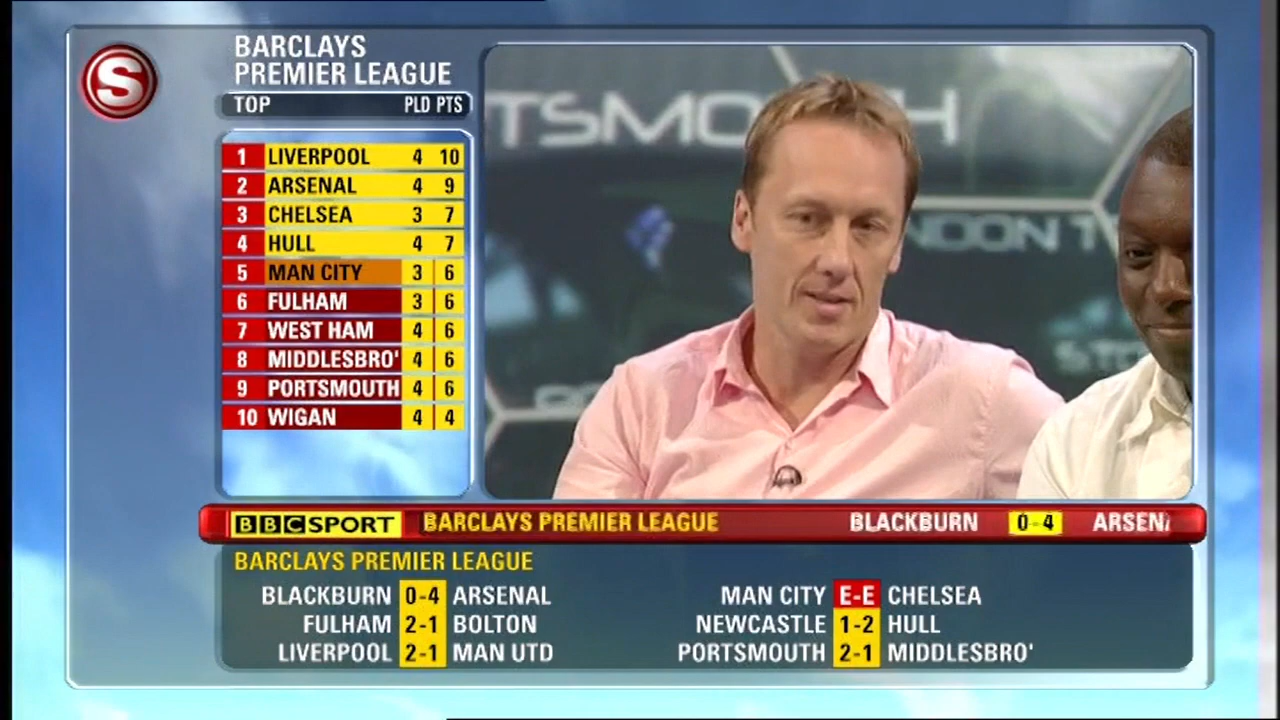 S
BARCLAYS
PREMIER LEAGUE
TOP PLD PTS
1 LIVERPOOL 4 10
2 ARSENAL 4 9
3 CHELSEA 3 7
4 HULL 4 7
5 MAN CITY 3 6
6 FULHAM 3 6
7 WEST HAM 4 6
8 MIDDLESBRO' 4 6
9 PORTSMOUTH 4 6
10 WIGAN 4 4
TSMO TH
NDON T
BBC SPORT BARCLAYS PREMIER LEAGUE BLACKBURN 0-4 ARSEN
BARCLAYS PREMIER LEAGUE
BLACKBURN 0-4 ARSENAL MAN CITY E-E CHELSEA
FULHAM 2-1 BOLTON NEWCASTLE 1-2 HULL
LIVERPOOL 2-1 MAN UTD PORTSMOUTH 2-1 MIDDLESBRO'